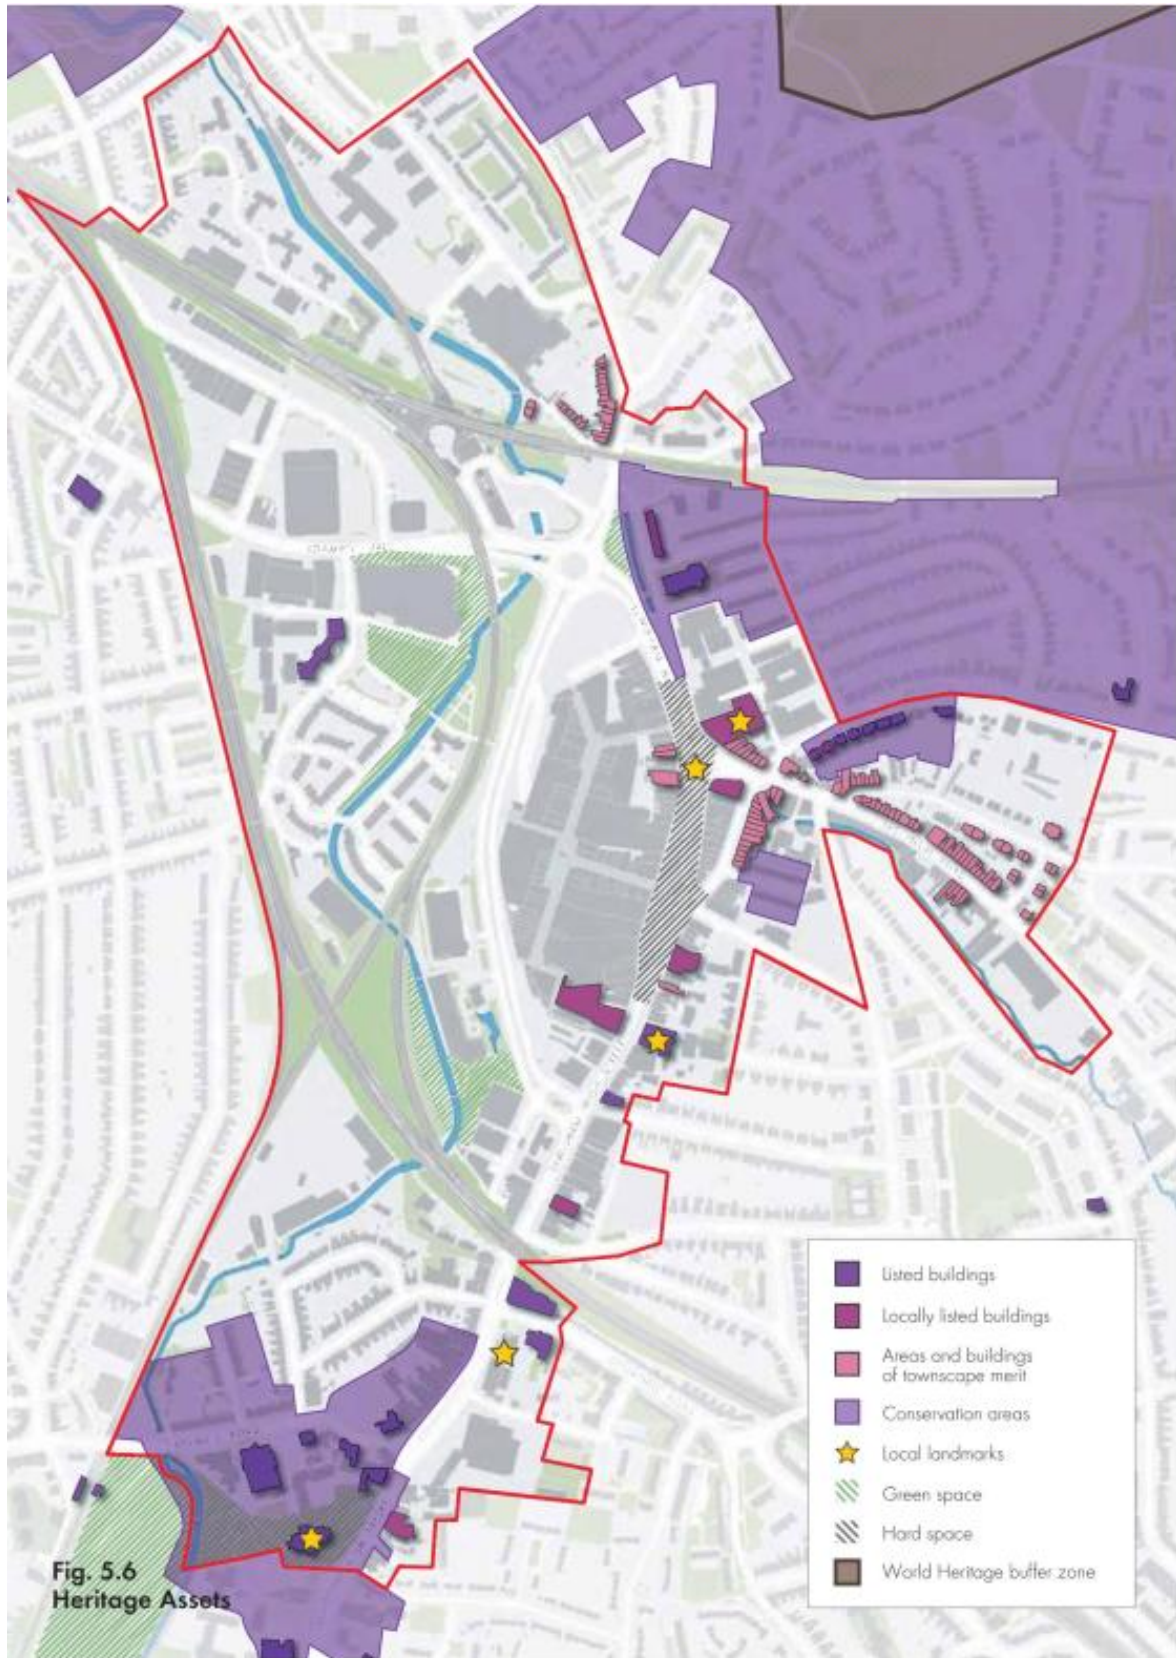 Listed buildings
Locally listed buildings
Areas and buildings
of townscape merit
Conservation areas
Local landmarks
Green space
Hard space
World Heritage buffer zone
Fig. 5.6
Heritage Assets